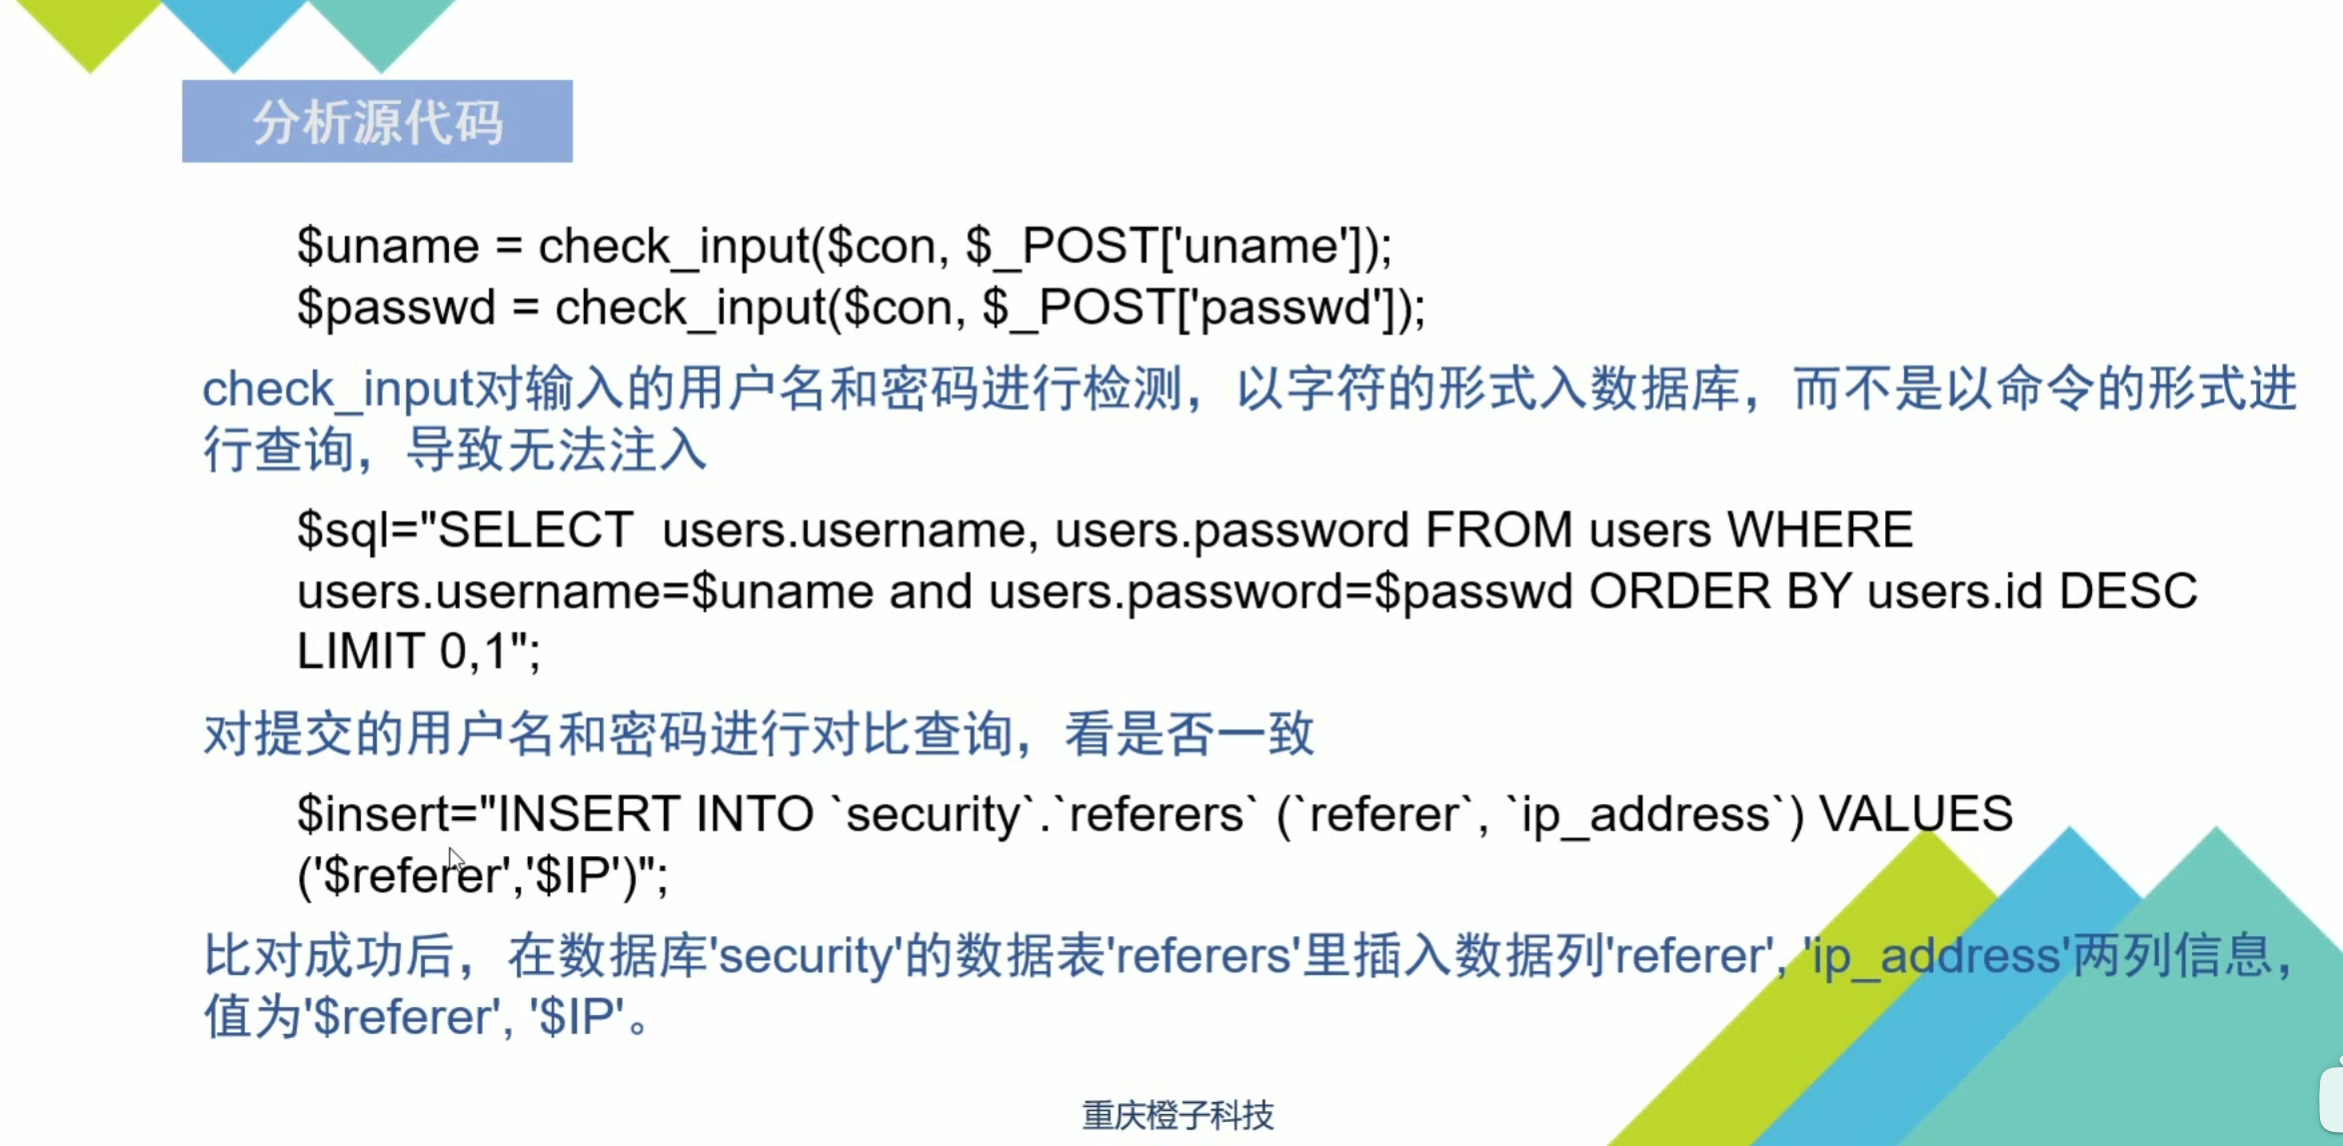 分析源代码
$uname = check_input($con, $_POST['uname']);
$passwd = check_input($con, $_POST['passwd']);
check_input对输入的用户名和密码进行检测，以字符的形式入数据库，而不是以命令的形式进
行查询，导致无法注入
$sql="SELECT  users.username, users.password FROM users WHERE
users.username=$uname and users.password=$passwd ORDER BY users.id DESC
LIMIT 0,1";
对提交的用户名和密码进行对比查询，看是否一致
$insert="INSERT INTO `security`.`referers` (`referer`, `ip_address`) VALUES
('$referer','$IP')";
比对成功后，在数据库'security'的数据表'referers'里插入数据列'referer', 'ip_address'两列信息，
值为'$referer', '$IP'。
重庆橙子科技